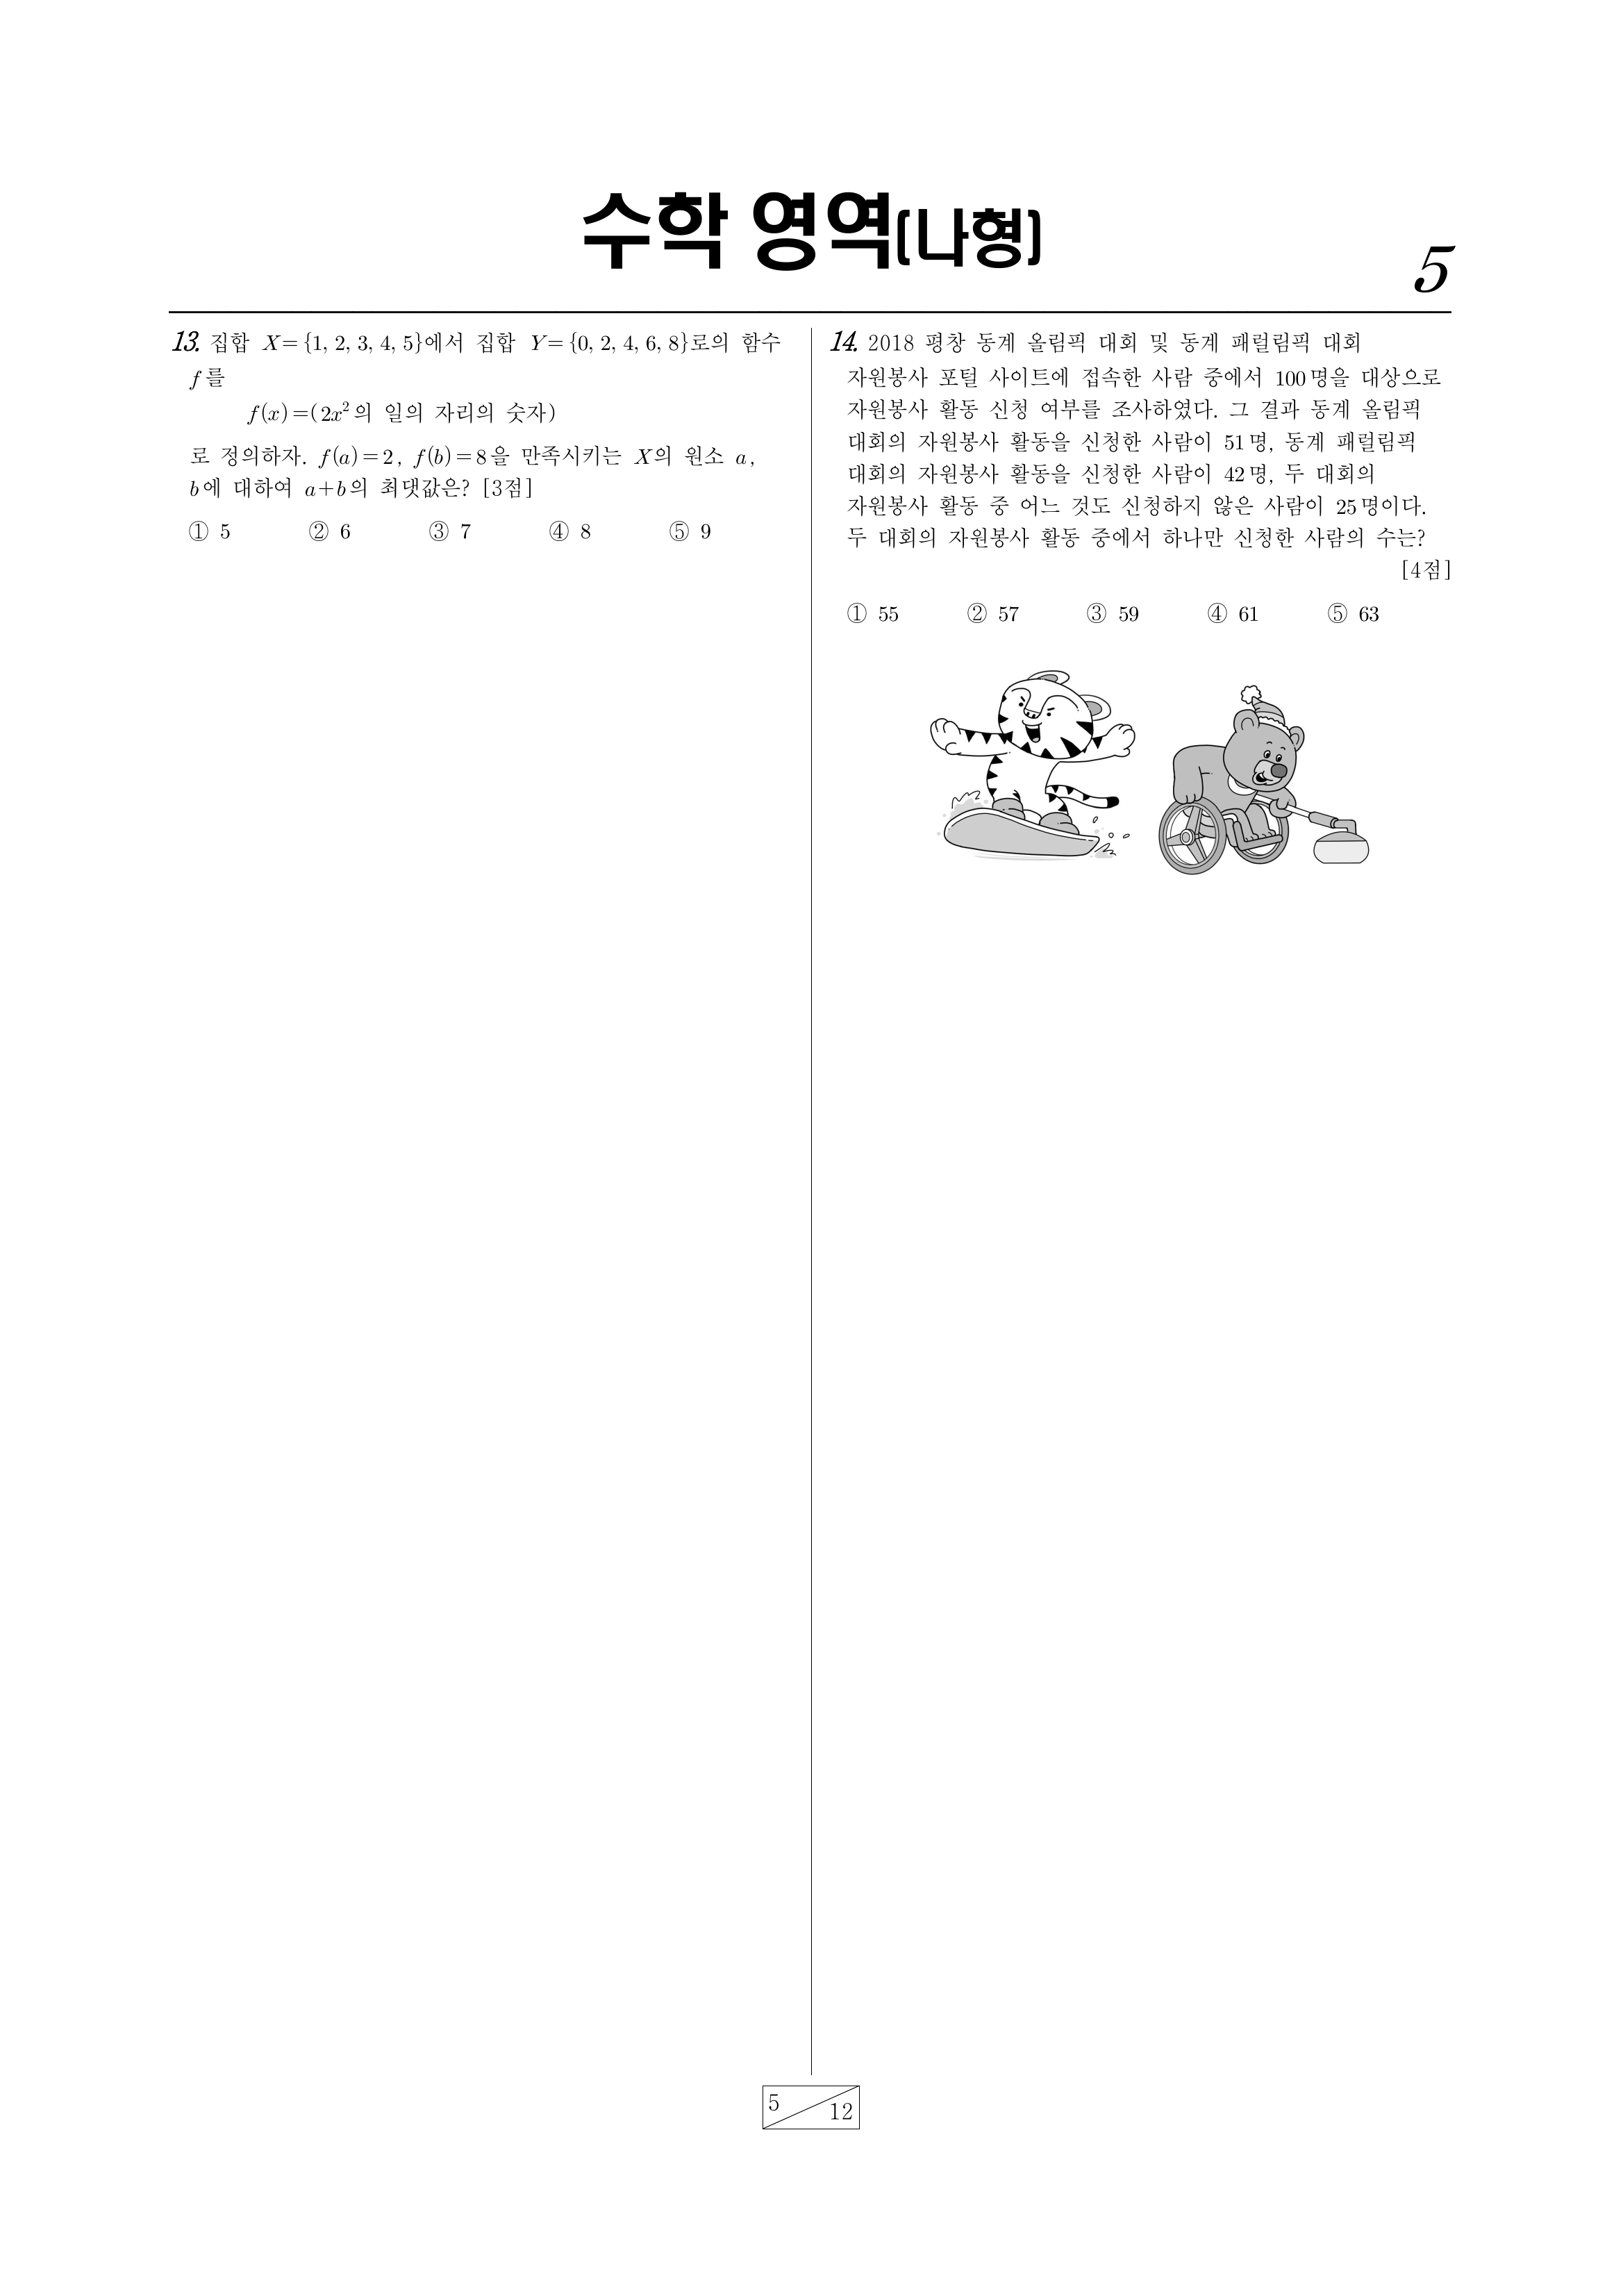 수학 영역(나형)
5
13. 집합 X={1, 2, 3, 4, 5}에서 집합 Y={0, 2, 4, 6, 8}로의 함수
f를
f(x)=(2x²의 일의 자리의 숫자)
로 정의하자. f(a)=2, f(b)=8을 만족시키는 X의 원소 a,
b에 대하여 a+b의 최댓값은? [3점]
① 5 ② 6 ③ 7 ④ 8 ⑤ 9
14. 2018 평창 동계 올림픽 대회 및 동계 패럴림픽 대회
자원봉사 포털 사이트에 접속한 사람 중에서 100명을 대상으로
자원봉사 활동 신청 여부를 조사하였다. 그 결과 동계 올림픽
대회의 자원봉사 활동을 신청한 사람이 51명, 동계 패럴림픽
대회의 자원봉사 활동을 신청한 사람이 42명, 두 대회의
자원봉사 활동 중 어느 것도 신청하지 않은 사람이 25명이다.
두 대회의 자원봉사 활동 중에서 하나만 신청한 사람의 수는?
[4점]
① 55 ② 57 ③ 59 ④ 61 ⑤ 63
5
12